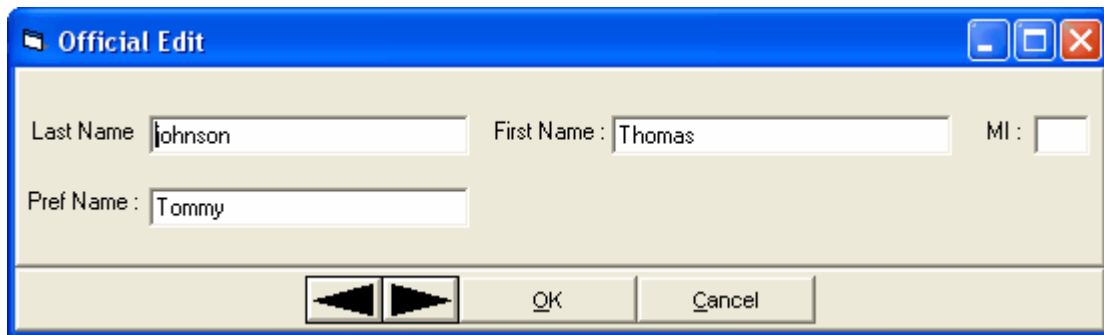 Official Edit
Last Name johnson First Name : Thomas MI :
Pref Name : Tommy
OK Cancel